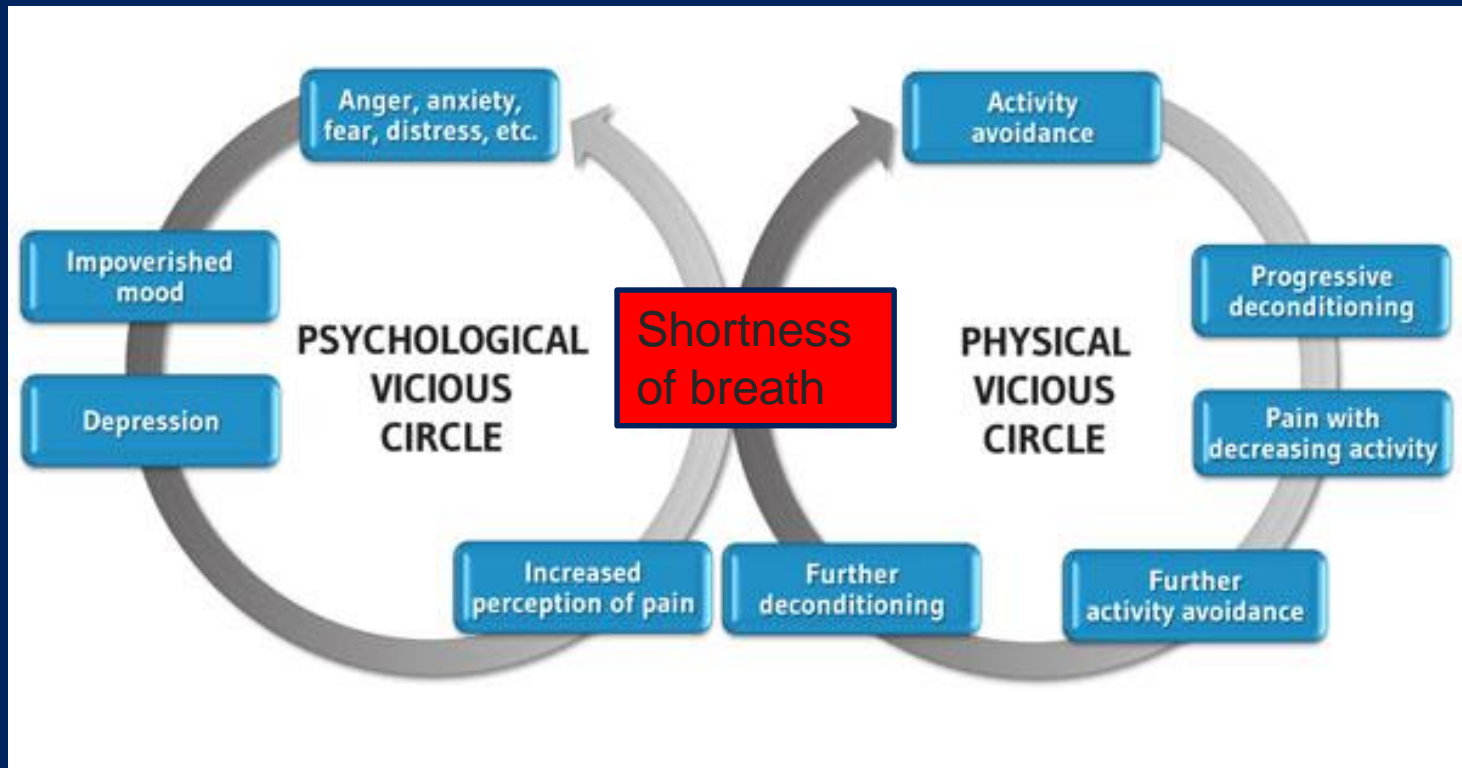 Anger, anxiety,
fear, distress, etc.
Impoverished
mood
Depression
PSYCHOLOGICAL
VICIOUS
CIRCLE
Increased
perception of pain
Shortness
of breath
Activity
avoidance
Progressive
deconditioning
PHYSICAL
VICIOUS
CIRCLE
Pain with
decreasing activity
Further
activity avoidance
Further
deconditioning